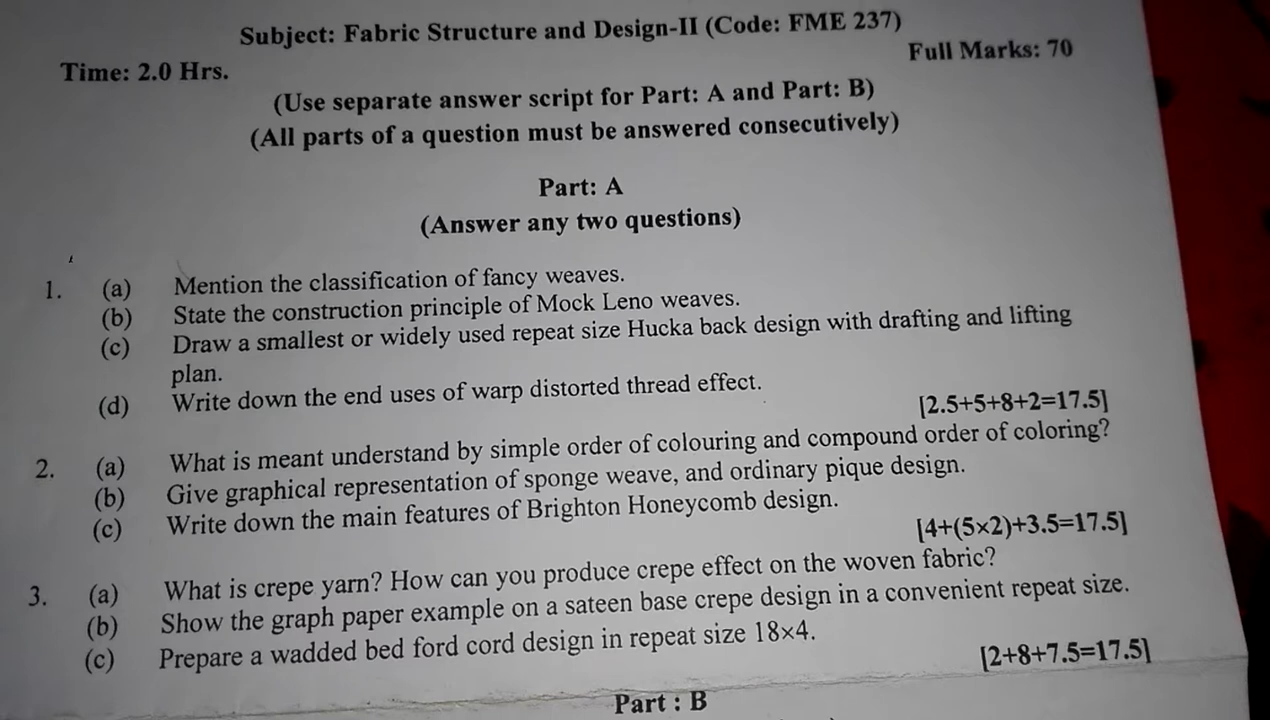 Subject: Fabric Structure and Design-II (Code: FME 237)
Time: 2.0 Hrs.
Full Marks: 70
(Use separate answer script for Part: A and Part: B)
(All parts of a question must be answered consecutively)
Part: A
(Answer any two questions)
1. (a) Mention the classification of fancy weaves.
(b) State the construction principle of Mock Leno weaves.
(c) Draw a smallest or widely used repeat size Hucka back design with drafting and lifting
plan.
(d) Write down the end uses of warp distorted thread effect.
[2.5+5+8+2=17.5]
2. (a) What is meant understand by simple order of colouring and compound order of coloring?
(b) Give graphical representation of sponge weave, and ordinary pique design.
(c) Write down the main features of Brighton Honeycomb design.
[4+(5×2)+3.5=17.5]
3. (a) What is crepe yarn? How can you produce crepe effect on the woven fabric?
(b) Show the graph paper example on a sateen base crepe design in a convenient repeat size.
(c) Prepare a wadded bed ford cord design in repeat size 18×4.
[2+8+7.5=17.5]
Part : B